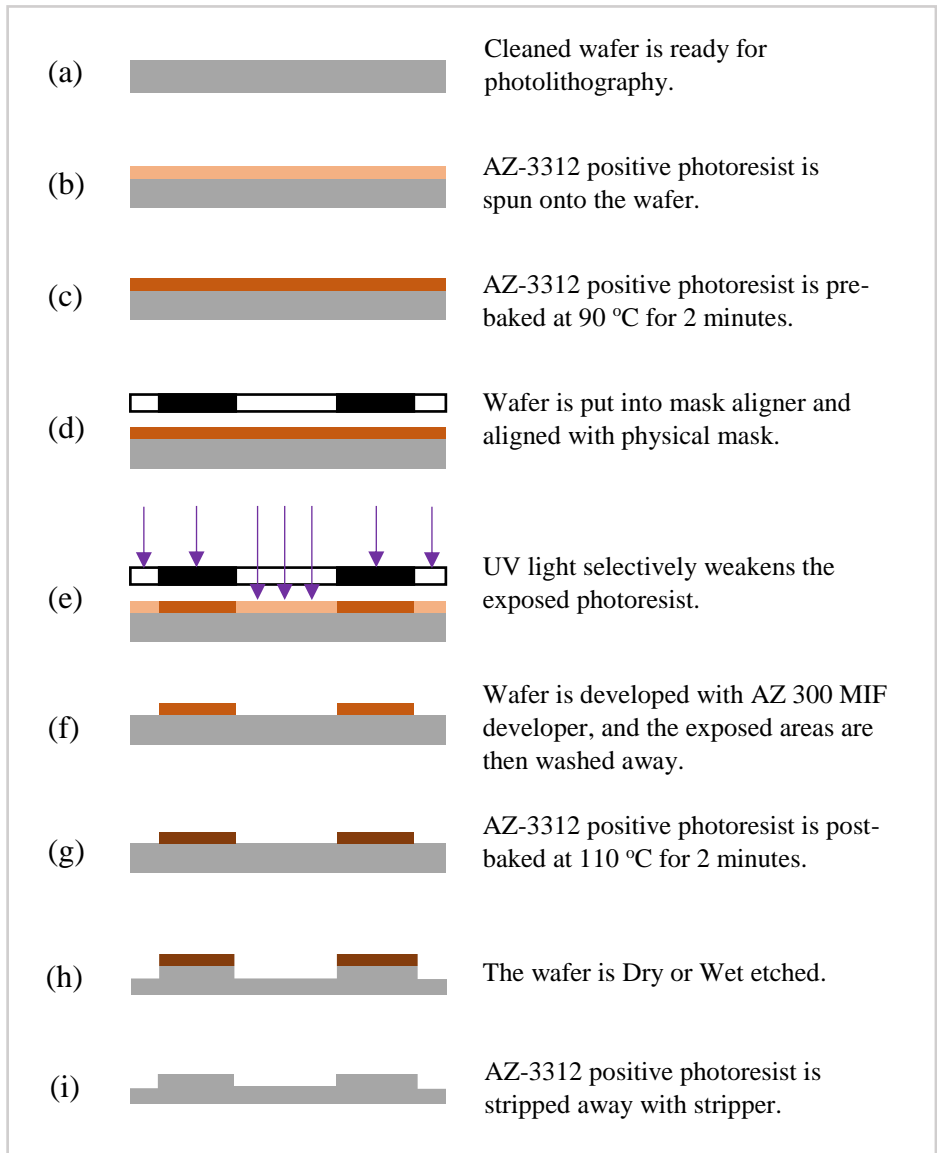 (a)
Cleaned wafer is ready for
photolithography.
(b)
AZ-3312 positive photoresist is
spun onto the wafer.
(c)
AZ-3312 positive photoresist is pre-
baked at 90 ºC for 2 minutes.
(d)
Wafer is put into mask aligner and
aligned with physical mask.
(e)
UV light selectively weakens the
exposed photoresist.
(f)
Wafer is developed with AZ 300 MIF
developer, and the exposed areas are
then washed away.
(g)
AZ-3312 positive photoresist is post-
baked at 110 ºC for 2 minutes.
(h)
The wafer is Dry or Wet etched.
(i)
AZ-3312 positive photoresist is
stripped away with stripper.